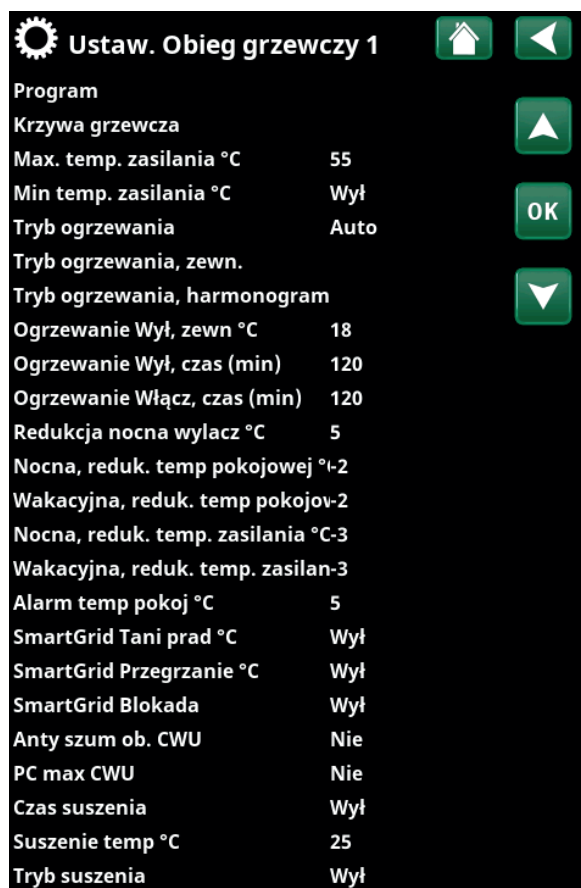 Ustaw. Obieg grzewczy 1
Program
Krzywa grzewcza
Max. temp. zasilania °C 55
Min temp. zasilania °C Wył
Tryb ogrzewania Auto
Tryb ogrzewania, zewn.
OK
Tryb ogrzewania, harmonogram
Ogrzewanie Wył, zewn °C 18
Ogrzewanie Wył, czas (min) 120
Ogrzewanie Włącz, czas (min) 120
Redukcja nocna wylacz °C 5
Nocna, reduk. temp pokojowej °(-2
Wakacyjna, reduk. temp pokojov-2
Nocna, reduk. temp. zasilania °C-3
Wakacyjna, reduk. temp. zasilan-3
Alarm temp pokoj °C 5
SmartGrid Tani prad °C Wył
SmartGrid Przegrzanie °C Wył
SmartGrid Blokada Wył
Anty szum ob. CWU Nie
PC max CWU Nie
Czas suszenia Wył
Suszenie temp °C 25
Tryb suszenia Wył